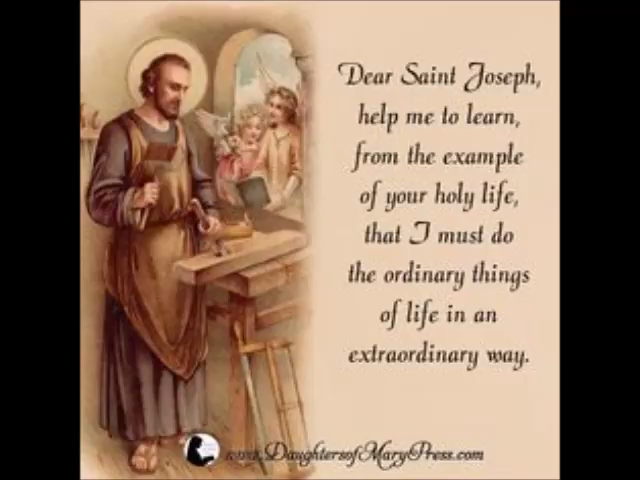 Dear Saint Joseph,
help me to learn,
from the example
of your holy life,
that I must do
the ordinary things
of life in an
extraordinary way.
www.DaughtersofMaryPress.com